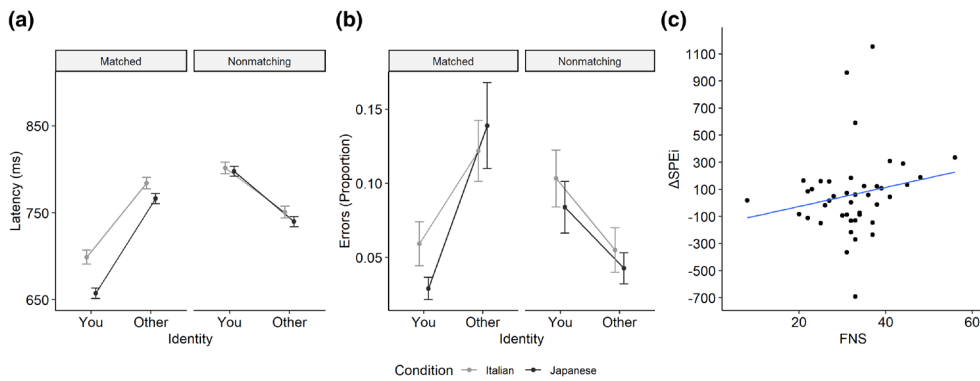 (a)
Matched
Nonmatching
Latency (ms)
850
750
650
You
Other
You
Other
Identity
(b)
Matched
Nonmatching
Errors (Proportion)
0.15
0.10
0.05
You
Other
You
Other
Identity
Condition Italian Japanese
(c)
ΔSPEi
1100
900
700
500
300
100
-100
-300
-500
-700
20
40
60
FNS